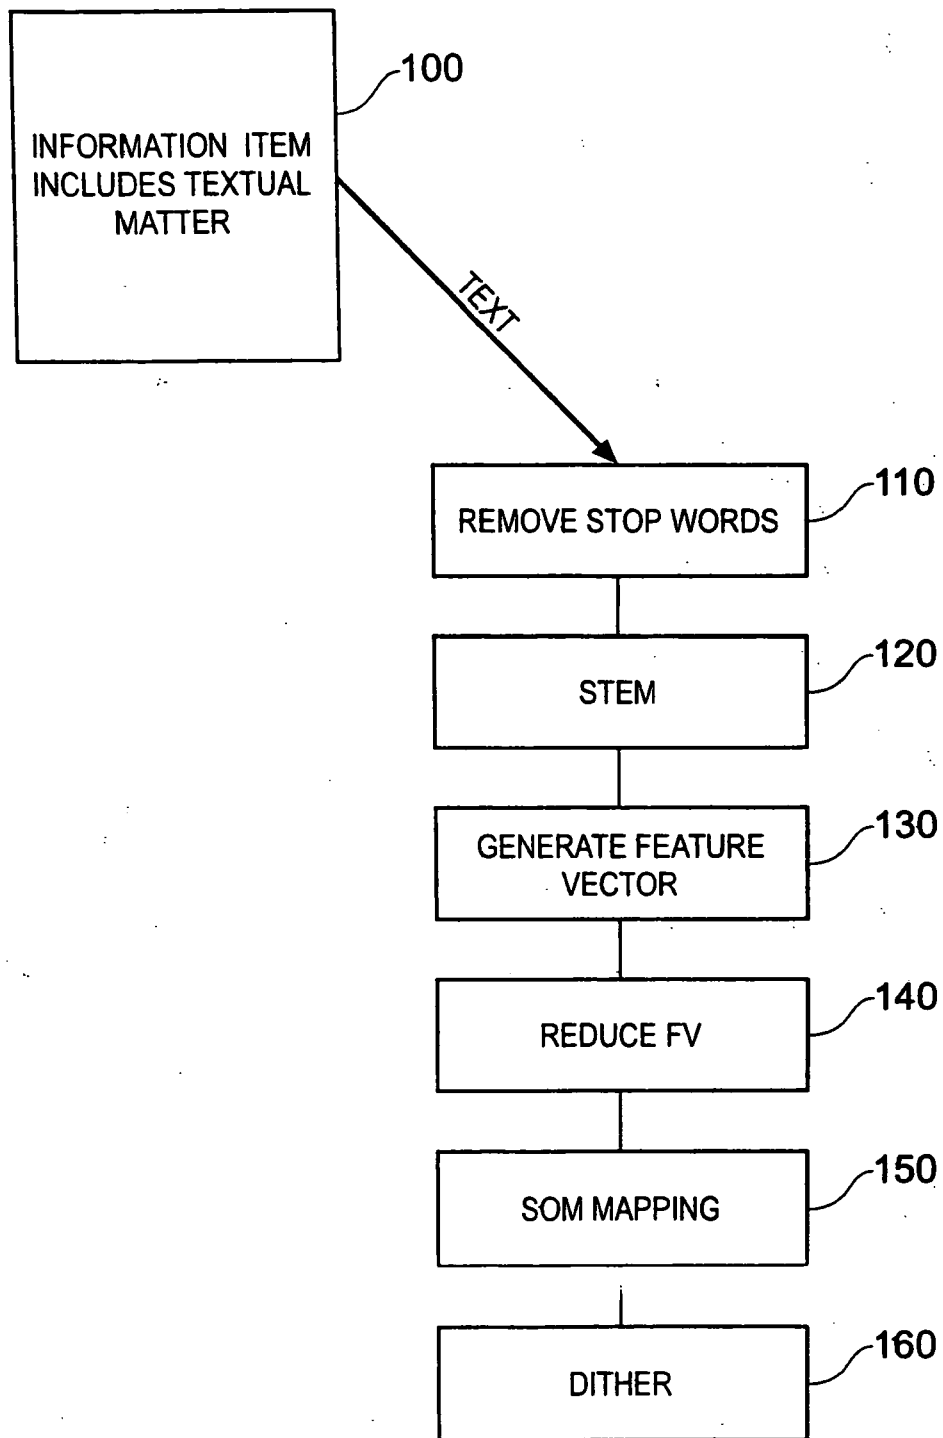 100
INFORMATION ITEM
INCLUDES TEXTUAL
MATTER
TEXT
110
REMOVE STOP WORDS
120
STEM
130
GENERATE FEATURE
VECTOR
140
REDUCE FV
150
SOM MAPPING
160
DITHER